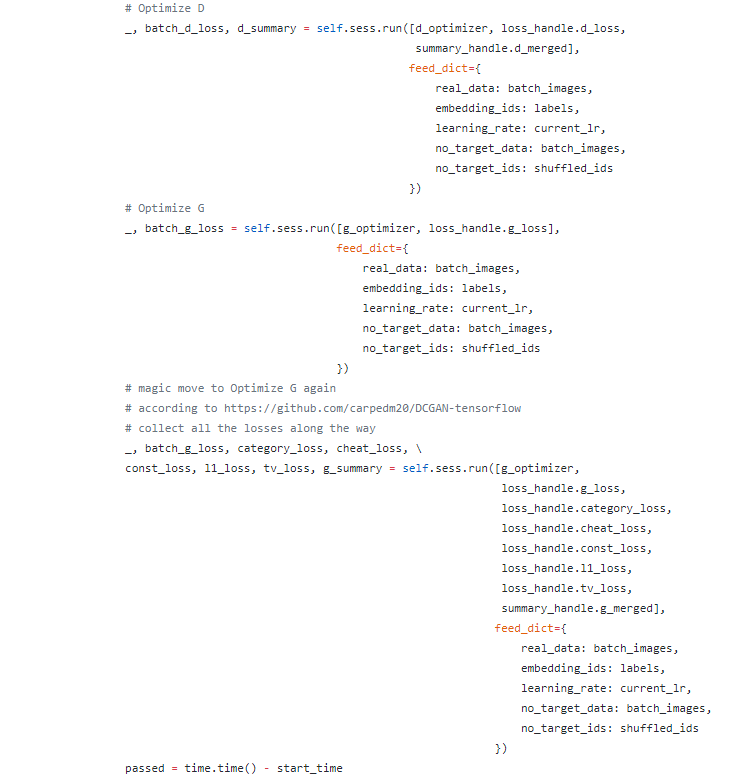 # Optimize D
_, batch_d_loss, d_summary = self.sess.run([d_optimizer, loss_handle.d_loss,
summary_handle.d_merged],
feed_dict={
real_data: batch_images,
embedding_ids: labels,
learning_rate: current_lr,
no_target_data: batch_images,
no_target_ids: shuffled_ids
})
# Optimize G
_, batch_g_loss = self.sess.run([g_optimizer, loss_handle.g_loss],
feed_dict={
real_data: batch_images,
embedding_ids: labels,
learning_rate: current_lr,
no_target_data: batch_images,
no_target_ids: shuffled_ids
})
# magic move to Optimize G again
# according to https://github.com/carpedm20/DCGAN-tensorflow
# collect all the losses along the way
_, batch_g_loss, category_loss, cheat_loss, \
const_loss, l1_loss, tv_loss, g_summary = self.sess.run([g_optimizer,
loss_handle.g_loss,
loss_handle.category_loss,
loss_handle.cheat_loss,
loss_handle.const_loss,
loss_handle.l1_loss,
loss_handle.tv_loss,
summary_handle.g_merged],
feed_dict={
real_data: batch_images,
embedding_ids: labels,
learning_rate: current_lr,
no_target_data: batch_images,
no_target_ids: shuffled_ids
})
passed = time.time() - start_time